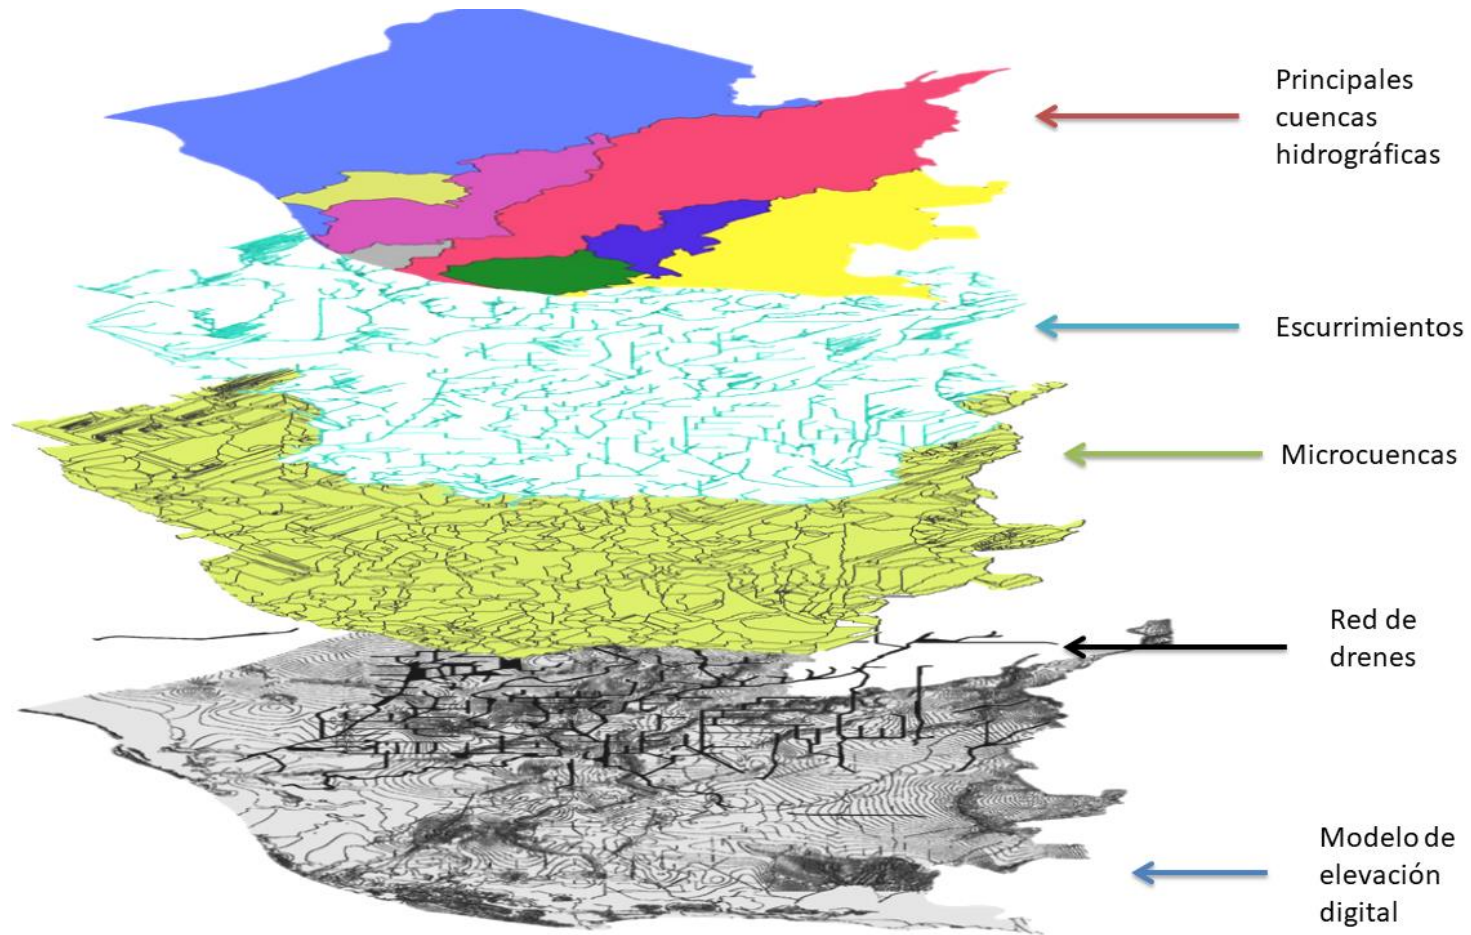 Principales
cuencas
hidrográficas
Escurrimientos
Microcuencas
Red de
drenes
Modelo de
elevación
digital